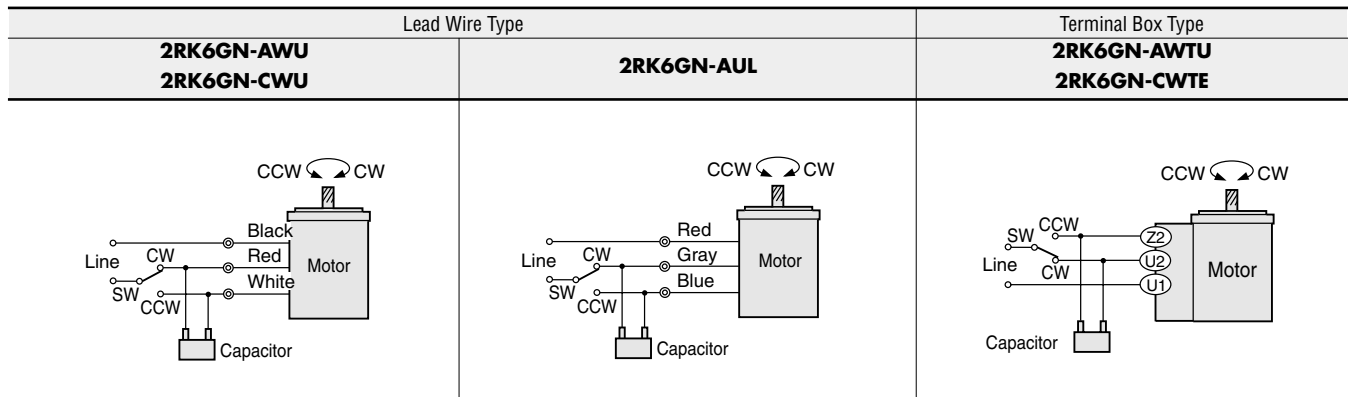 Lead Wire Type
Terminal Box Type
2RK6GN-AWU
2RK6GN-CWU
2RK6GN-AUL
2RK6GN-AWTU
2RK6GN-CWTE
CCW CW
Black
Red
White
Line
CW
SW
CCW
Motor
Capacitor
CCW CW
Red
Gray
Blue
Line
CW
SW
CCW
Motor
Capacitor
CCW CW
SW
CCW
Line
CW
Z2
U2
U1
Motor
Capacitor